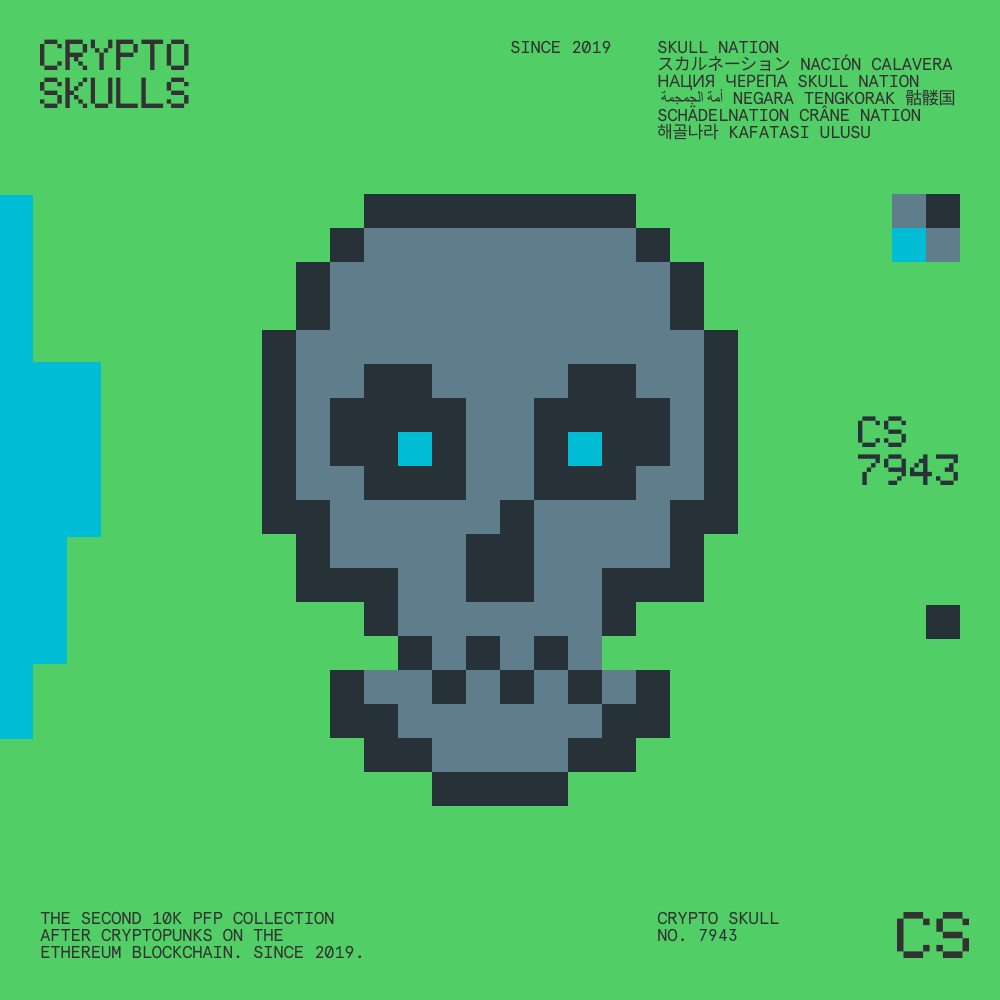 CRYPTO
SKULLS
SINCE 2019
SKULL NATION
スカルネーション NACIÓN CALAVERA
НАЦИЯ ЧЕРЕПА SKULL NATION
أمة الجمجمة NEGARA TENGKORAK 骷髏国
SCHÄDELNATION CRÂNE NATION
해골나라 KAFATASI ULUSU
CS
7943
THE SECOND 10K PFP COLLECTION
AFTER CRYPTOPUNKS ON THE
ETHEREUM BLOCKCHAIN. SINCE 2019.
CRYPTO SKULL
NO. 7943
CS